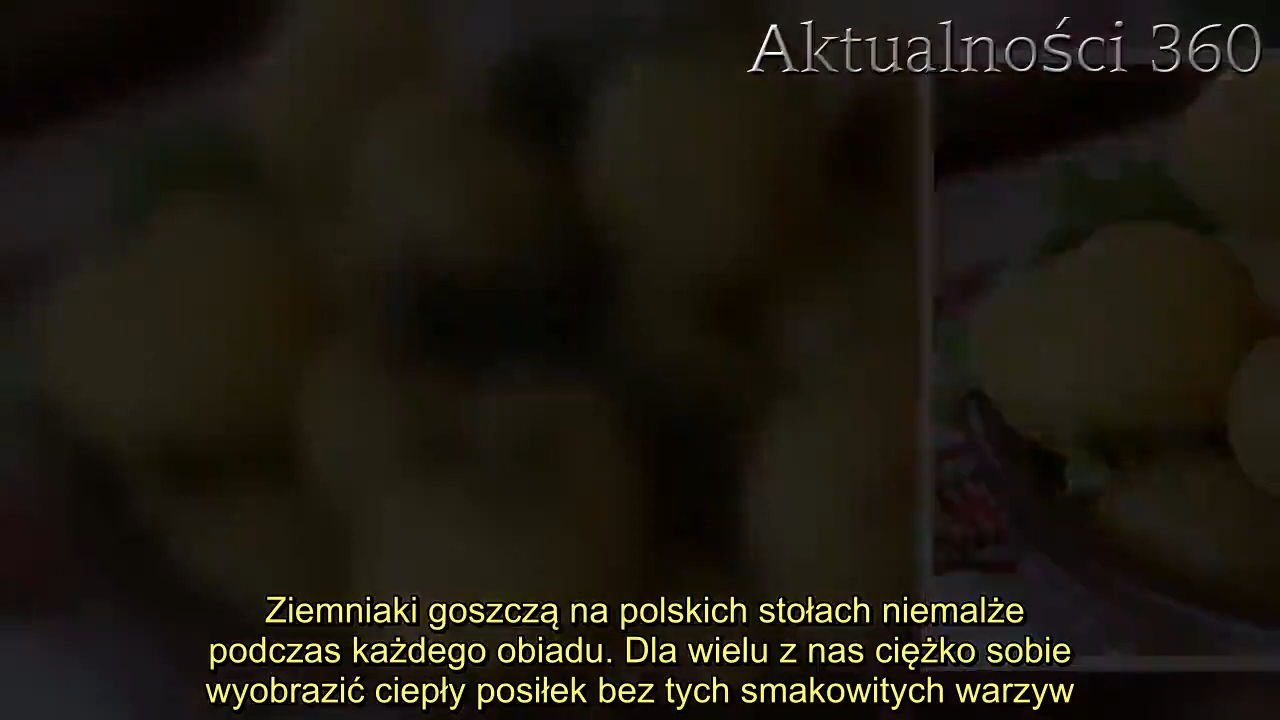 Aktualności 360
Ziemniaki goszczą na polskich stołach niemalże
podczas każdego obiadu. Dla wielu z nas ciężko sobie
wyobrazić ciepły posiłek bez tych smakowitych warzyw